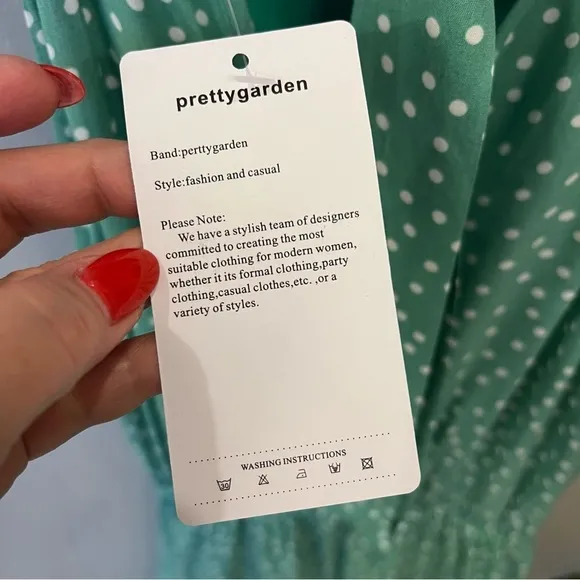 prettygarden
Band:perttygarden
Style:fashion and casual
Please Note:
We have a stylish team of designers
committed to creating the most
suitable clothing for modern women,
whether it its formal clothing,party
clothing,casual clothes,etc. ,or a
variety of styles.
WASHING INSTRUCTIONS
30